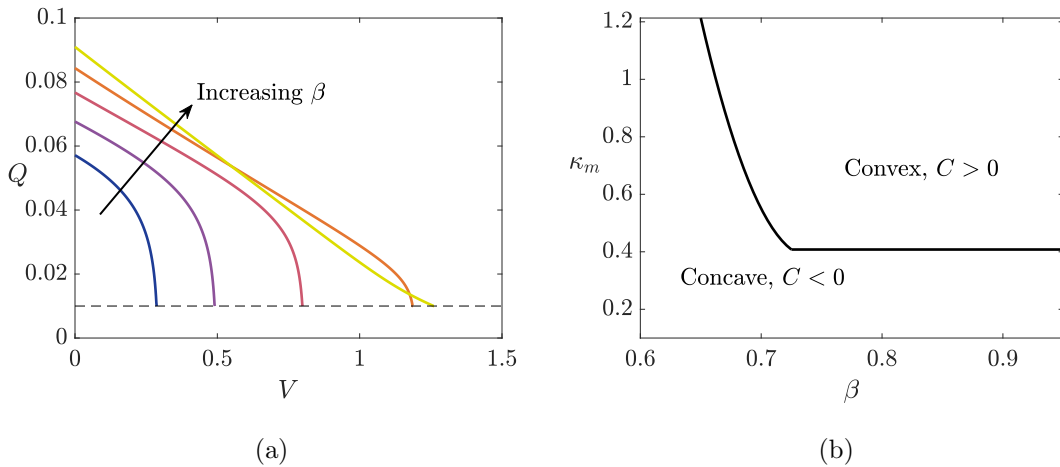 0.1
0.08
0.06
0.04
0.02
0
Q
Increasing β
0 0.5 1 1.5
V
(a)
1.2
1
0.8
0.6
0.4
0.2
κm
Convex, C > 0
Concave, C < 0
0.6 0.7 0.8 0.9
β
(b)